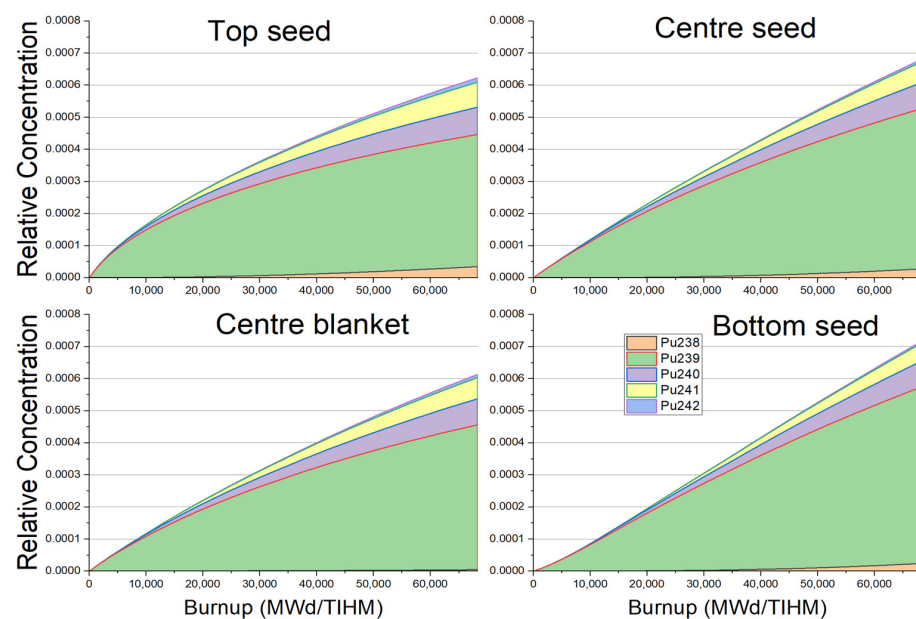 Top seed
Relative Concentration
0.0008
0.0007
0.0006
0.0005
0.0004
0.0003
0.0002
0.0001
0.0000
0 10,000 20,000 30,000 40,000 50,000 60,000
Centre seed
0.0008
0.0007
0.0006
0.0005
0.0004
0.0003
0.0002
0.0001
0.0000
0 10,000 20,000 30,000 40,000 50,000 60,000
Centre blanket
Relative Concentration
0.0008
0.0007
0.0006
0.0005
0.0004
0.0003
0.0002
0.0001
0.0000
0 10,000 20,000 30,000 40,000 50,000 60,000
Burnup (MWd/TIHM)
Bottom seed
0.0008
0.0007
0.0006
0.0005
0.0004
0.0003
0.0002
0.0001
0.0000
Pu238
Pu239
Pu240
Pu241
Pu242
0 10,000 20,000 30,000 40,000 50,000 60,000
Burnup (MWd/TIHM)